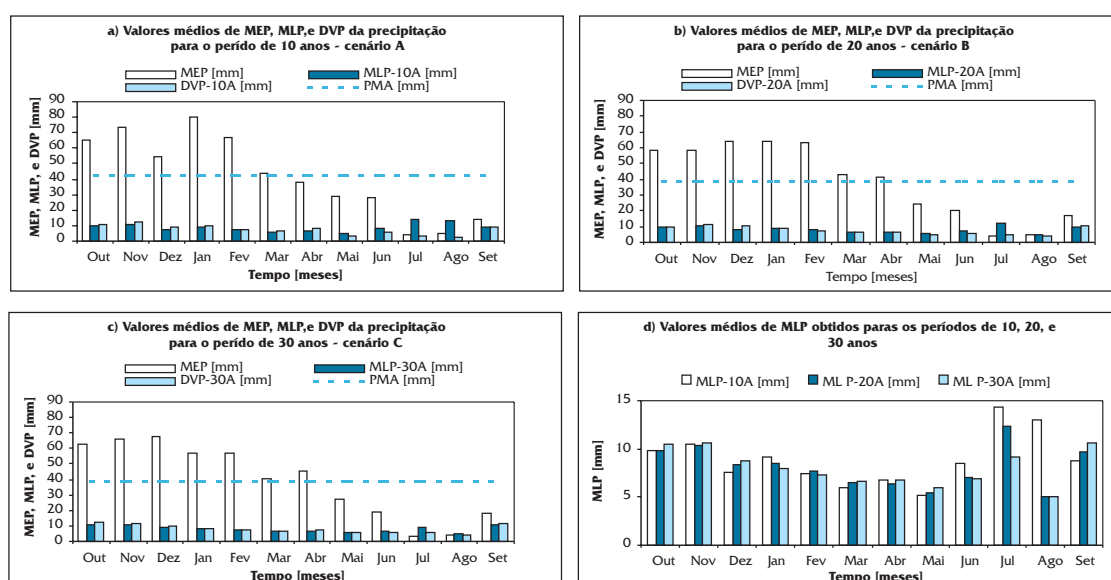 a) Valores médios de MEP, MLP,e DVP da precipitação
para o perído de 10 anos - cenário A
MEP [mm] MLP-10A [mm]
DVP-10A [mm] PMA [mm]
MEP, MLP, e DVP [mm]
90
80
70
60
50
40
30
20
10
0
Out Nov Dez Jan Fev Mar Abr Mai Jun Jul Ago Set
Tempo [meses]
b) Valores médios de MEP, MLP,e DVP da precipitação
para o perído de 20 anos - cenário B
MEP [mm] MLP-20A [mm]
DVP-20A [mm] PMA [mm]
MEP, MLP, e DVP [mm]
90
80
70
60
50
40
30
20
10
0
Out Nov Dez Jan Fev Mar Abr Mai Jun Jul Ago Set
Tempo [meses]
c) Valores médios de MEP, MLP,e DVP da precipitação
para o perído de 30 anos - cenário C
MEP [mm] MLP-30A [mm]
DVP-30A [mm] PMA [mm]
MEP, MLP, e DVP [mm]
90
80
70
60
50
40
30
20
10
0
Out Nov Dez Jan Fev Mar Abr Mai Jun Jul Ago Set
Tempo [meses]
d) Valores médios de MLP obtidos paras os períodos de 10, 20, e
30 anos
MLP-10A [mm] ML P-20A [mm] ML P-30A [mm]
MLP [mm]
15
10
5
0
Out Nov Dez Jan Fev Mar Abr Mai Jun Jul Ago Set
Tempo [meses]